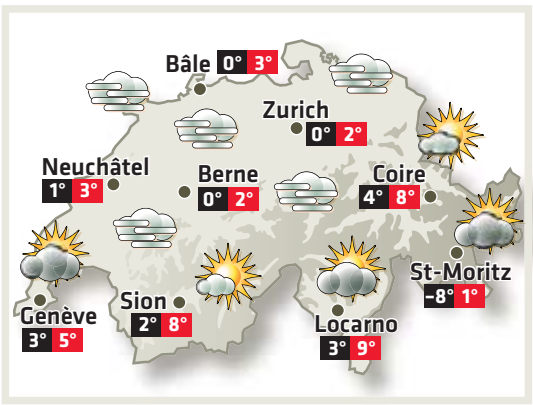 Bâle 0° 3°
Zurich
0° 2°
Neuchâtel
1° 3°
Berne
0° 2°
Coire
4° 8°
St-Moritz
–8° 1°
Genève
3° 5°
Sion
2° 8°
Locarno
3° 9°